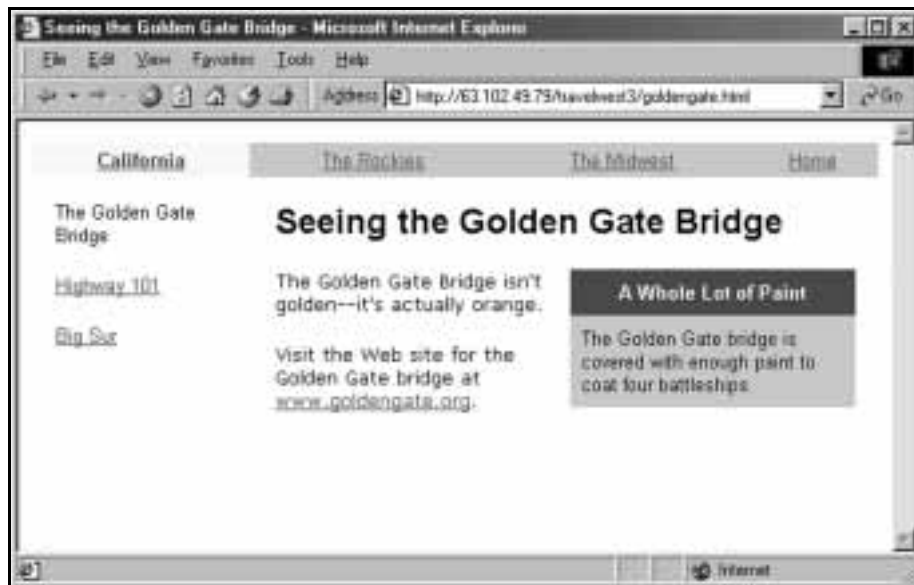 Seeing the Golden Gate Bridge - Microsoft Internet Explorer
File Edit View Favorites Tools Help
Address http://63.102.49.79/travelwest3/goldengate.html Go
California The Rockies The Midwest Home
The Golden Gate
Bridge
Highway 101
Big Sur
Seeing the Golden Gate Bridge
The Golden Gate Bridge isn't
golden--it's actually orange.
Visit the Web site for the
Golden Gate bridge at
www.goldengate.org.
A Whole Lot of Paint
The Golden Gate bridge is
covered with enough paint to
coat four battleships
Internet